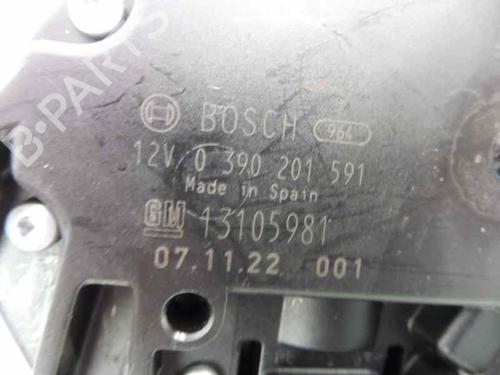 B-PARTS
BOSCH 964
12V 0 390 201 591
Made in Spain
GM 13105981
07.11.22 001